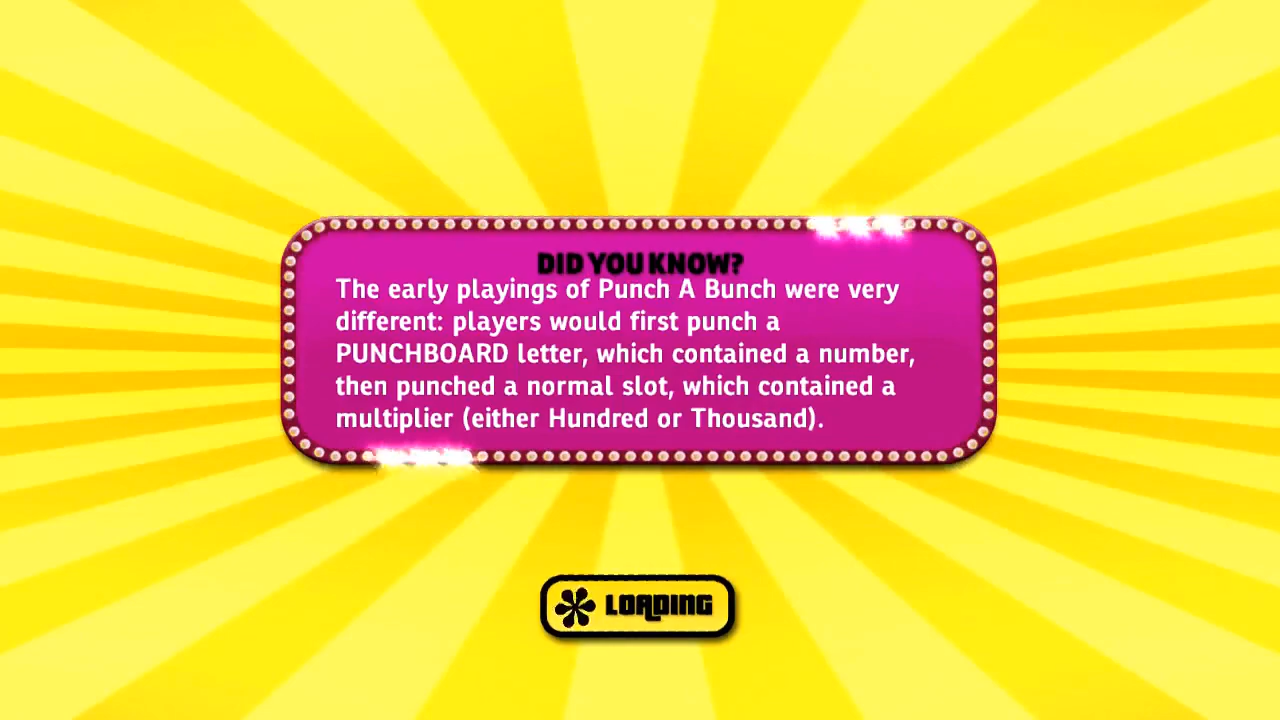 DID YOU KNOW?
The early playings of Punch A Bunch were very
different: players would first punch a
PUNCHBOARD letter, which contained a number,
then punched a normal slot, which contained a
multiplier (either Hundred or Thousand).
LOADING